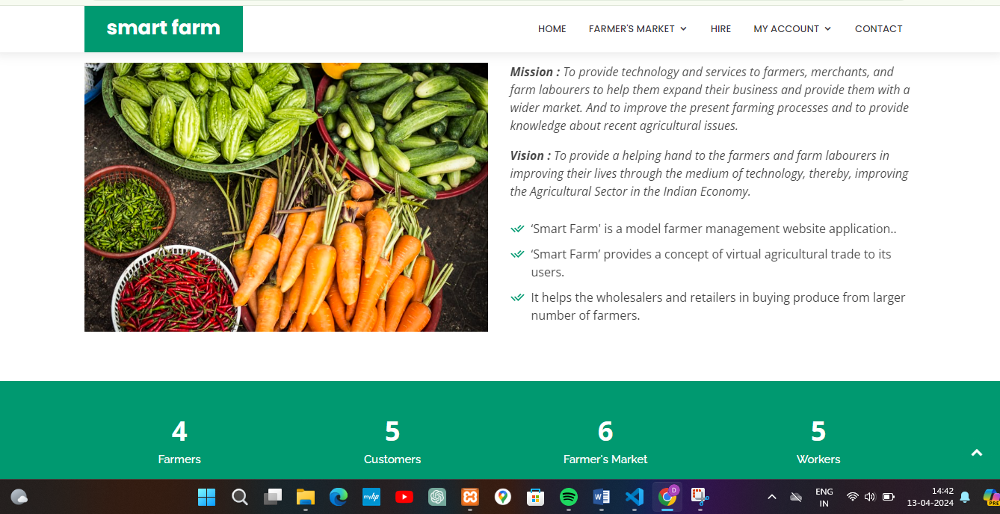 smart farm
HOME FARMER'S MARKET HIRE MY ACCOUNT CONTACT
Mission : To provide technology and services to farmers, merchants, and
farm labourers to help them expand their business and provide them with a
wider market. And to improve the present farming processes and to provide
knowledge about recent agricultural issues.
Vision : To provide a helping hand to the farmers and farm labourers in
improving their lives through the medium of technology, thereby, improving
the Agricultural Sector in the Indian Economy.
‘Smart Farm' is a model farmer management website application..
‘Smart Farm’ provides a concept of virtual agricultural trade to its
users.
It helps the wholesalers and retailers in buying produce from larger
number of farmers.
4 5 6 5
Farmers Customers Farmer's Market Workers
myhp
W
D
ENG
IN
14:42
13-04-2024
PRE